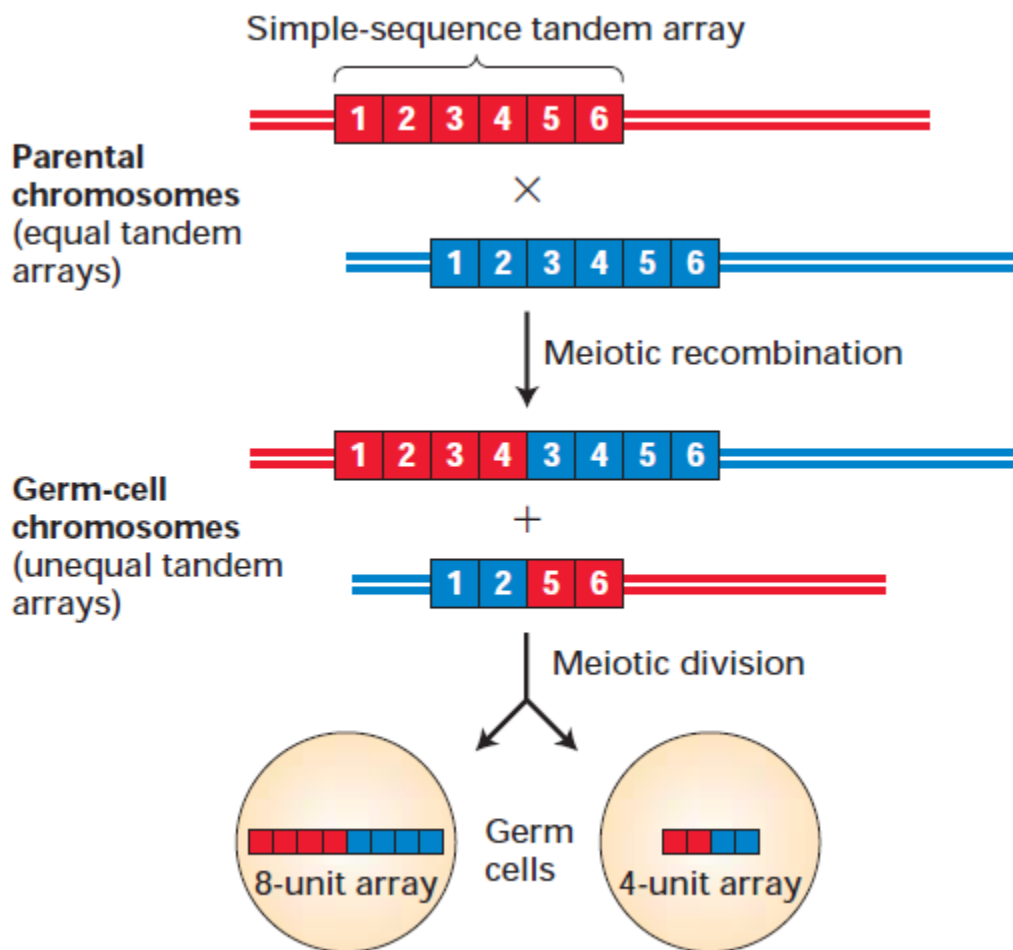 Simple-sequence tandem array
1 2 3 4 5 6
Parental
chromosomes
(equal tandem
arrays)
×
1 2 3 4 5 6
Meiotic recombination
1 2 3 4 3 4 5 6
Germ-cell
chromosomes
(unequal tandem
arrays)
+
1 2 5 6
Meiotic division
Germ
cells
8-unit array
4-unit array